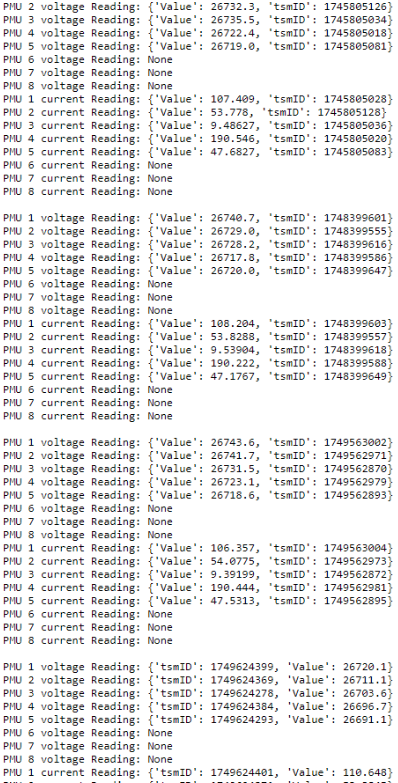 PMU 2 voltage Reading: {'Value': 26732.3, 'tsmID': 1745805126}
PMU 3 voltage Reading: {'Value': 26735.5, 'tsmID': 1745805034}
PMU 4 voltage Reading: {'Value': 26722.4, 'tsmID': 1745805018}
PMU 5 voltage Reading: {'Value': 26719.0, 'tsmID': 1745805081}
PMU 6 voltage Reading: None
PMU 7 voltage Reading: None
PMU 8 voltage Reading: None
PMU 1 current Reading: {'Value': 107.409, 'tsmID': 1745805028}
PMU 2 current Reading: {'Value': 53.778, 'tsmID': 1745805128}
PMU 3 current Reading: {'Value': 9.48627, 'tsmID': 1745805036}
PMU 4 current Reading: {'Value': 190.546, 'tsmID': 1745805020}
PMU 5 current Reading: {'Value': 47.6827, 'tsmID': 1745805083}
PMU 6 current Reading: None
PMU 7 current Reading: None
PMU 8 current Reading: None
PMU 1 voltage Reading: {'Value': 26740.7, 'tsmID': 1748399601}
PMU 2 voltage Reading: {'Value': 26729.0, 'tsmID': 1748399555}
PMU 3 voltage Reading: {'Value': 26728.2, 'tsmID': 1748399616}
PMU 4 voltage Reading: {'Value': 26717.8, 'tsmID': 1748399586}
PMU 5 voltage Reading: {'Value': 26720.0, 'tsmID': 1748399647}
PMU 6 voltage Reading: None
PMU 7 voltage Reading: None
PMU 8 voltage Reading: None
PMU 1 current Reading: {'Value': 108.204, 'tsmID': 1748399603}
PMU 2 current Reading: {'Value': 53.8288, 'tsmID': 1748399557}
PMU 3 current Reading: {'Value': 9.53904, 'tsmID': 1748399618}
PMU 4 current Reading: {'Value': 190.222, 'tsmID': 1748399588}
PMU 5 current Reading: {'Value': 47.1767, 'tsmID': 1748399649}
PMU 6 current Reading: None
PMU 7 current Reading: None
PMU 8 current Reading: None
PMU 1 voltage Reading: {'Value': 26743.6, 'tsmID': 1749563002}
PMU 2 voltage Reading: {'Value': 26741.7, 'tsmID': 1749562971}
PMU 3 voltage Reading: {'Value': 26731.5, 'tsmID': 1749562870}
PMU 4 voltage Reading: {'Value': 26723.1, 'tsmID': 1749562979}
PMU 5 voltage Reading: {'Value': 26718.6, 'tsmID': 1749562893}
PMU 6 voltage Reading: None
PMU 7 voltage Reading: None
PMU 8 voltage Reading: None
PMU 1 current Reading: {'Value': 106.357, 'tsmID': 1749563004}
PMU 2 current Reading: {'Value': 54.0775, 'tsmID': 1749562973}
PMU 3 current Reading: {'Value': 9.39199, 'tsmID': 1749562872}
PMU 4 current Reading: {'Value': 190.444, 'tsmID': 1749562981}
PMU 5 current Reading: {'Value': 47.5313, 'tsmID': 1749562895}
PMU 6 current Reading: None
PMU 7 current Reading: None
PMU 8 current Reading: None
PMU 1 voltage Reading: {'tsmID': 1749624399, 'Value': 26720.1}
PMU 2 voltage Reading: {'tsmID': 1749624369, 'Value': 26711.1}
PMU 3 voltage Reading: {'tsmID': 1749624278, 'Value': 26703.6}
PMU 4 voltage Reading: {'tsmID': 1749624384, 'Value': 26696.7}
PMU 5 voltage Reading: {'tsmID': 1749624293, 'Value': 26691.1}
PMU 6 voltage Reading: None
PMU 7 voltage Reading: None
PMU 8 voltage Reading: None
PMU 1 current Reading: {'tsmID': 1749624401, 'Value': 110.648}